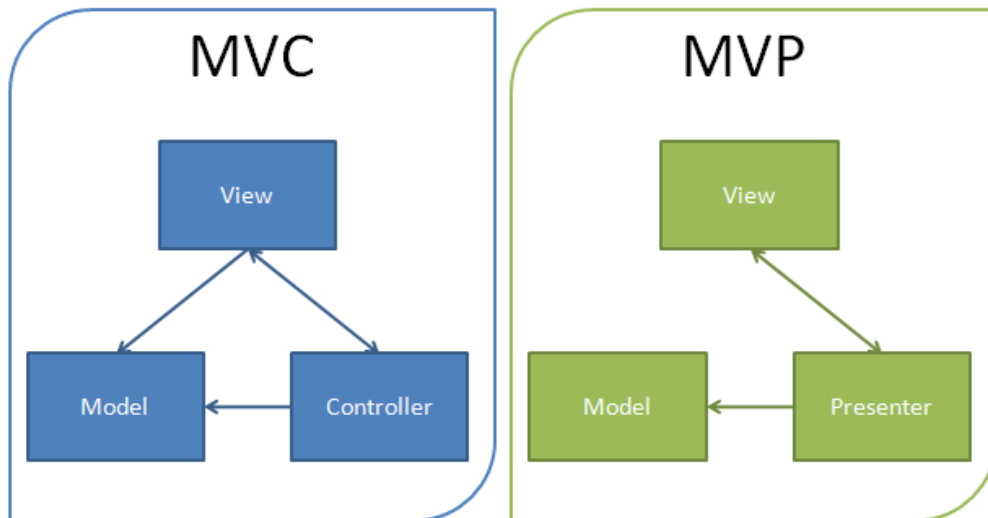 MVC
View
Model
Controller
MVP
View
Model
Presenter